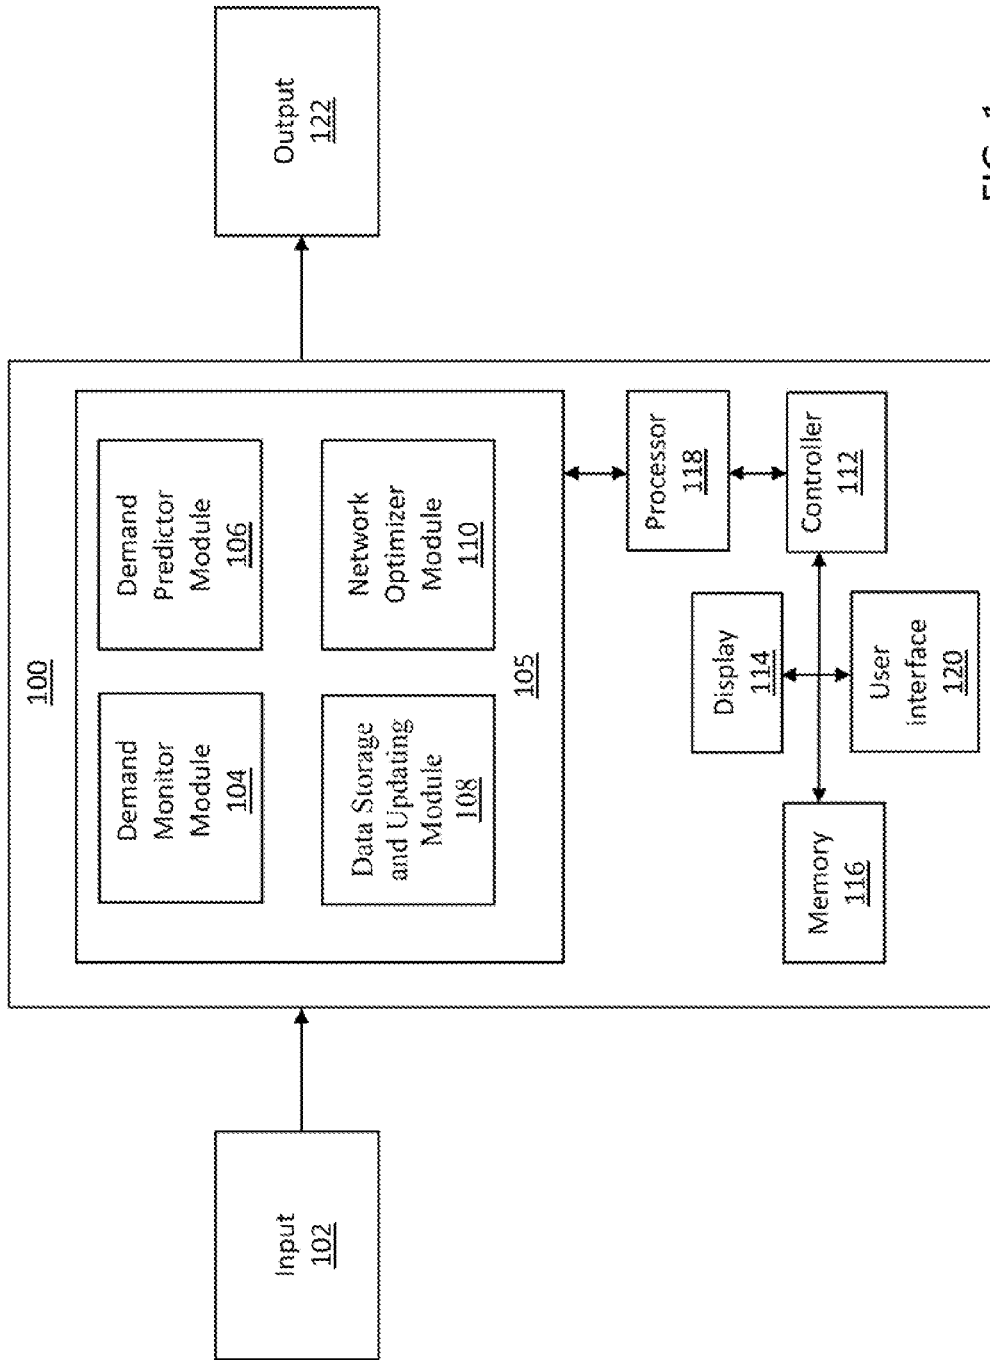 100
Demand
Monitor
Module
104
Demand
Predictor
Module
106
Data Storage
and Updating
Module
108
Network
Optimizer
Module
110
105
Input
102
Output
122
Display
114
Processor
118
Memory
116
User
interface
120
Controller
112